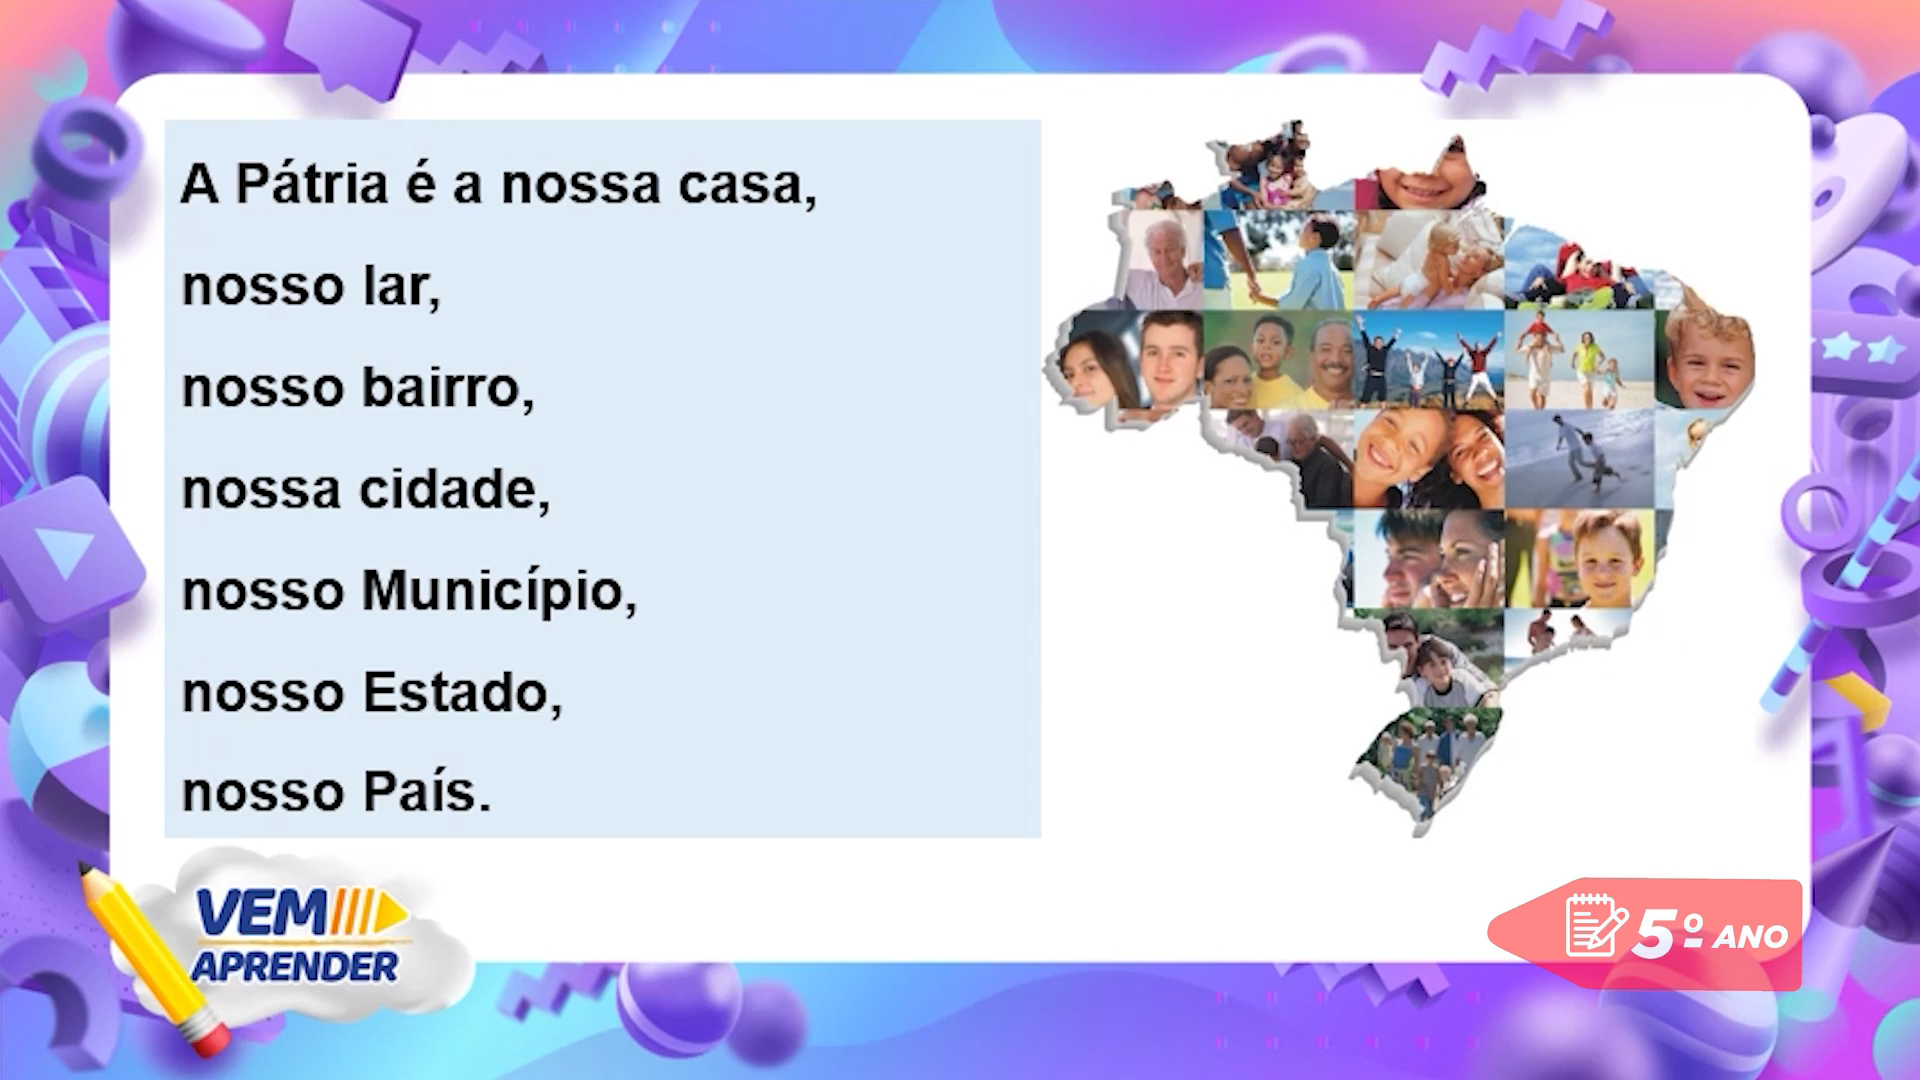 A Pátria é a nossa casa,
nosso lar,
nosso bairro,
nossa cidade,
nosso Município,
nosso Estado,
nosso País.
VEM
APRENDER
5º ANO